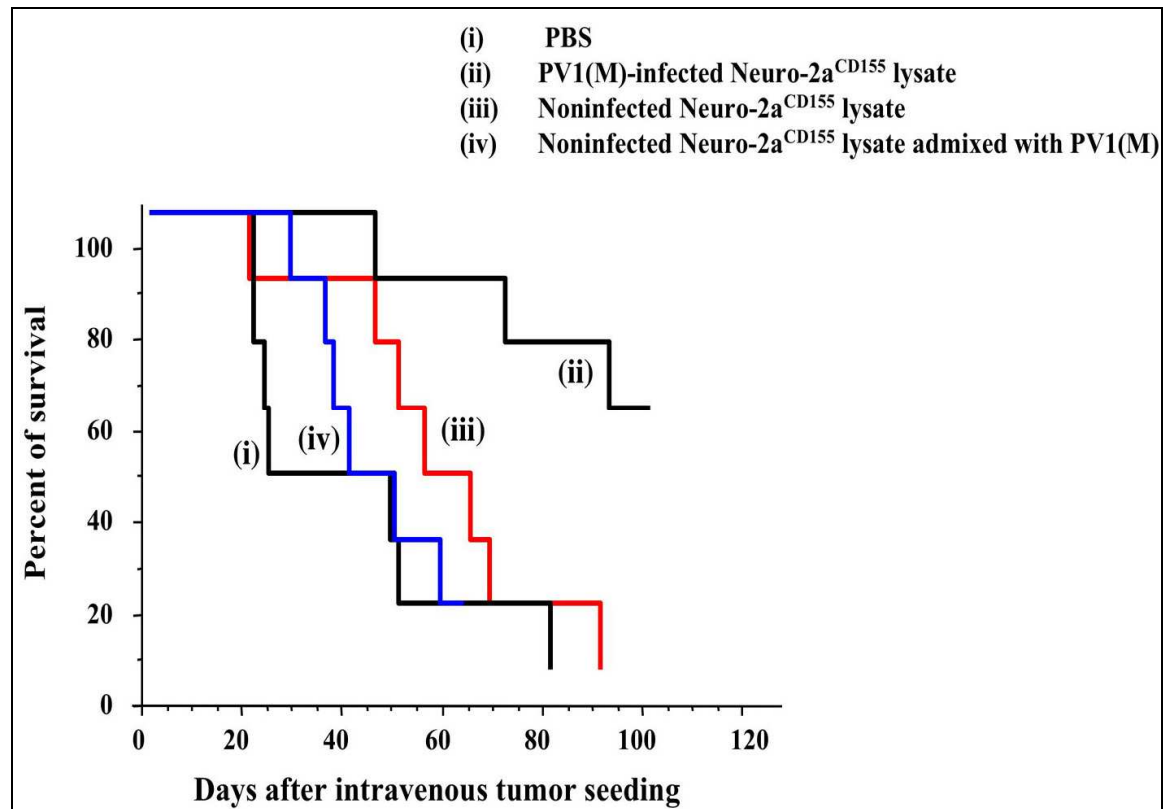 (i) PBS
(ii) PV1(M)-infected Neuro-2aCD155 lysate
(iii) Noninfected Neuro-2aCD155 lysate
(iv) Noninfected Neuro-2aCD155 lysate admixed with PV1(M)
Percent of survival
100
80
60
40
20
0
(i)
(iv)
(iii)
(ii)
0 20 40 60 80 100 120
Days after intravenous tumor seeding